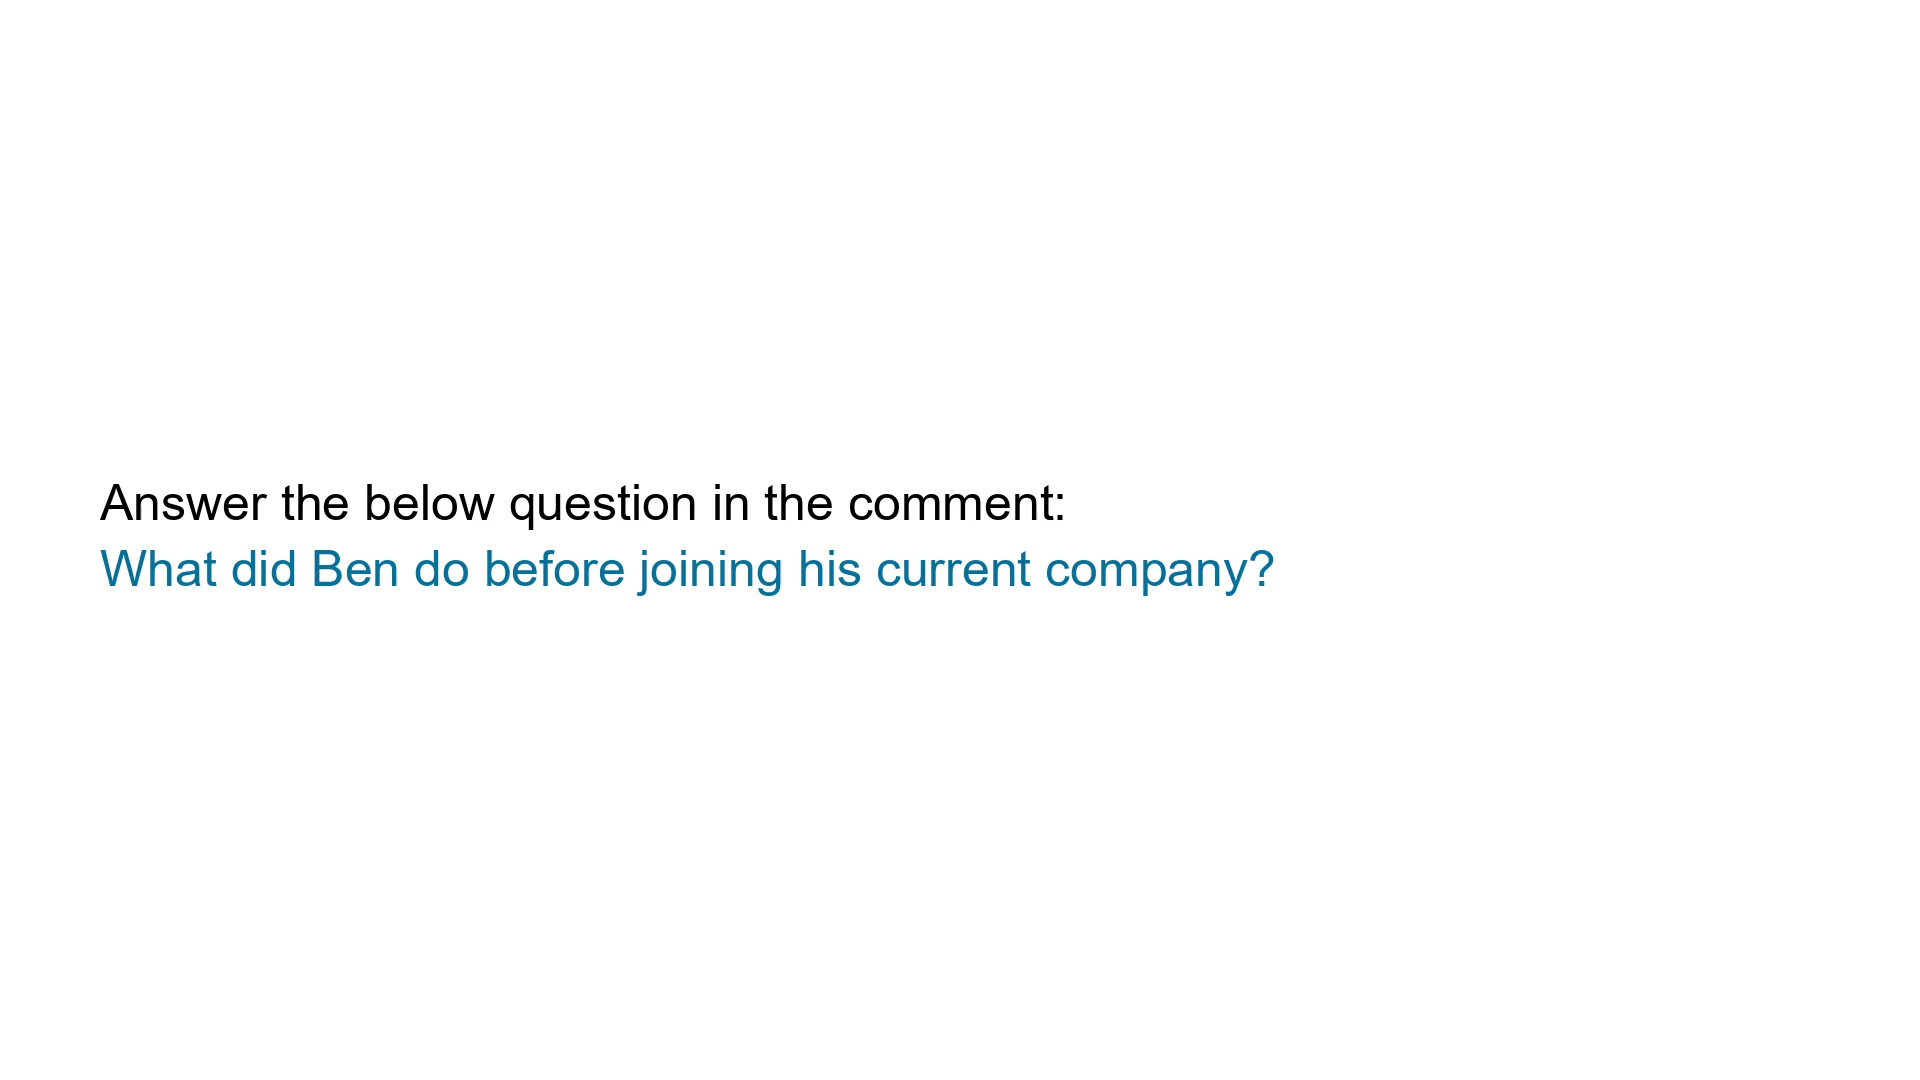 Answer the below question in the comment:
What did Ben do before joining his current company?